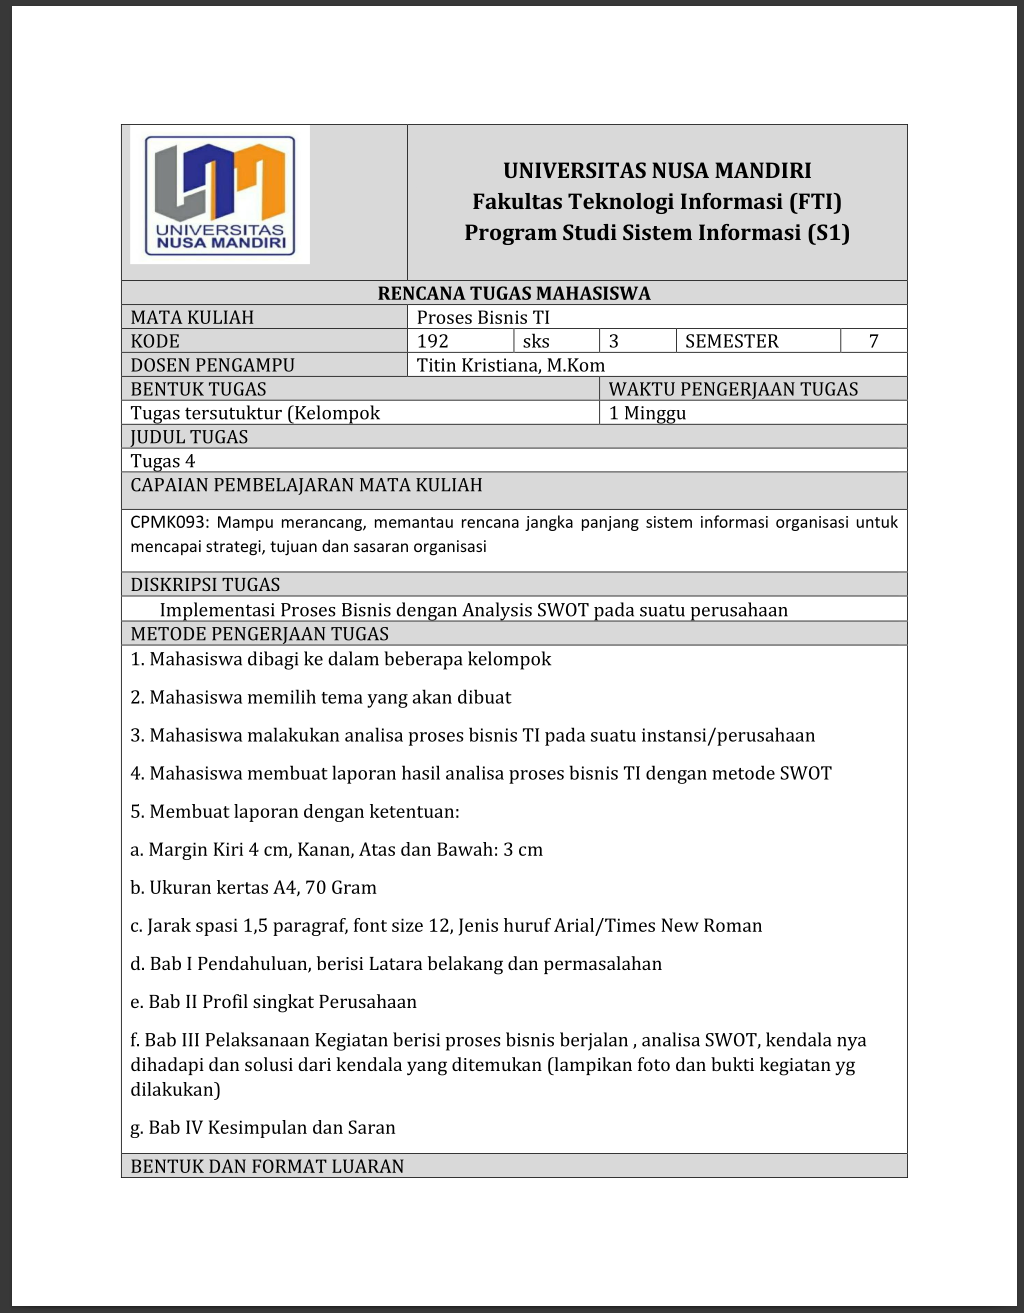 UNIVERSITAS
NUSA MANDIRI
UNIVERSITAS NUSA MANDIRI
Fakultas Teknologi Informasi (FTI)
Program Studi Sistem Informasi (S1)
RENCANA TUGAS MAHASISWA
MATA KULIAH Proses Bisnis TI
KODE 192 sks 3 SEMESTER 7
DOSEN PENGAMPU Titin Kristiana, M.Kom
BENTUK TUGAS WAKTU PENGERJAAN TUGAS
Tugas tersutuktur (Kelompok 1 Minggu
JUDUL TUGAS
Tugas 4
CAPAIAN PEMBELAJARAN MATA KULIAH
CPMK093: Mampu merancang, memantau rencana jangka panjang sistem informasi organisasi untuk
mencapai strategi, tujuan dan sasaran organisasi
DISKRIPSI TUGAS
Implementasi Proses Bisnis dengan Analysis SWOT pada suatu perusahaan
METODE PENGERJAAN TUGAS
1. Mahasiswa dibagi ke dalam beberapa kelompok
2. Mahasiswa memilih tema yang akan dibuat
3. Mahasiswa malakukan analisa proses bisnis TI pada suatu instansi/perusahaan
4. Mahasiswa membuat laporan hasil analisa proses bisnis TI dengan metode SWOT
5. Membuat laporan dengan ketentuan:
a. Margin Kiri 4 cm, Kanan, Atas dan Bawah: 3 cm
b. Ukuran kertas A4, 70 Gram
c. Jarak spasi 1,5 paragraf, font size 12, Jenis huruf Arial/Times New Roman
d. Bab I Pendahuluan, berisi Latara belakang dan permasalahan
e. Bab II Profil singkat Perusahaan
f. Bab III Pelaksanaan Kegiatan berisi proses bisnis berjalan , analisa SWOT, kendala nya
dihadapi dan solusi dari kendala yang ditemukan (lampikan foto dan bukti kegiatan yg
dilakukan)
g. Bab IV Kesimpulan dan Saran
BENTUK DAN FORMAT LUARAN